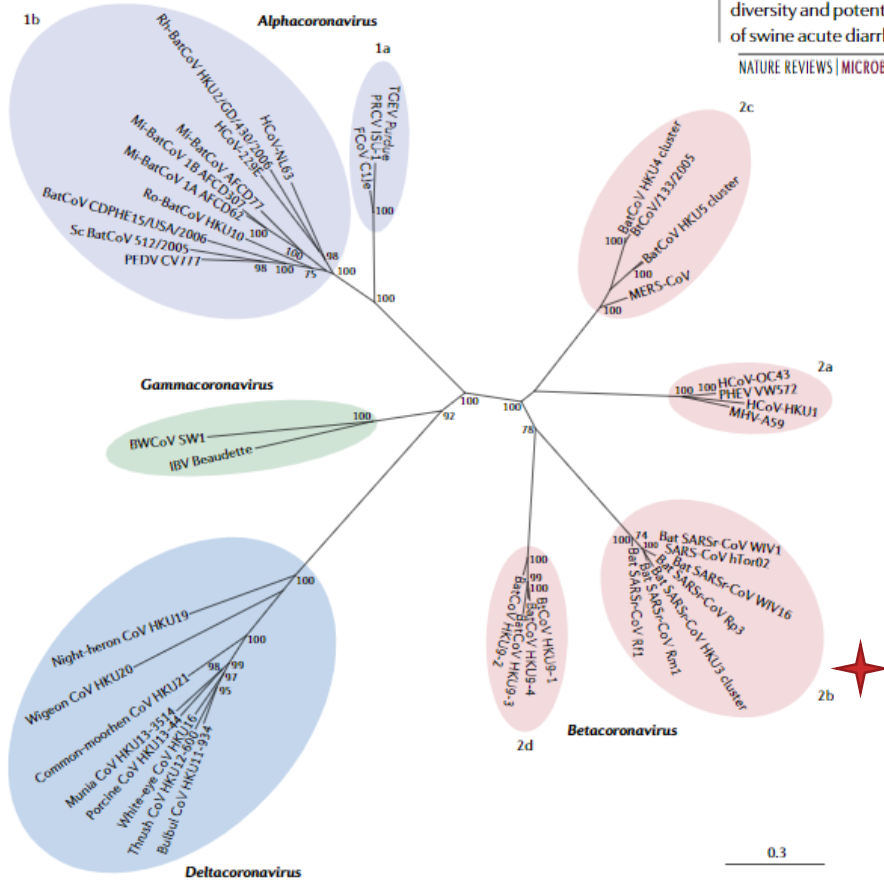 diversity and potent
of swine acute diarrl
NATURE REVIEWS | MICROB
Alphacoronavirus
1b
1a
Rh-BatCoV HKU2/GD/430/2006
HCoV-NL63
HCoV-229E
Mi-BatCoV AFCD77
Mi-BatCoV 1B AFCD307
Mi-BatCoV 1A AFCD62
Ro-BatCoV HKU10
BatCoV CDPHE15/USA/2006
Sc BatCoV 512/2005
PEDV CV777
100
100
98
98
100
75
100
TGEV Purdue
PRCV ISU-1
FCoV C1Je
100
100
2c
BatCoV HKU4 cluster
BtCoV/133/2005
BatCoV HKU5 cluster
MERS-CoV
100
100
100
2a
HCoV-OC43
PHEV VW572
HCoV-HKU1
MHV-A59
100
100
Gammacoronavirus
BWCoV SW1
IBV Beaudette
100
92
100
100
78
Night-heron CoV HKU19
Wigeon CoV HKU20
Common-moorhen CoV HKU21
Munia CoV HKU13-3514
Porcine CoV HKU13-44
White-eye CoV HKU16
Thrush CoV HKU12-600
Bulbul CoV HKU11-934
100
100
98
99
97
95
Deltacoronavirus
100
99
100
BtCoV HKU9-1
BatCoV HKU9-4
BatCoV HKU9-3
BatCoV HKU9-2
2d
Betacoronavirus
100
74
100
Bat SARSr-CoV WIV1
SARS-CoV hTor02
Bat SARSr-CoV WIV16
Bat SARSr-CoV Rp3
Bat SARSr-CoV HKU3 cluster
Bat SARSr-CoV Rm1
Bat SARSr-CoV Rf1
2b
0.3